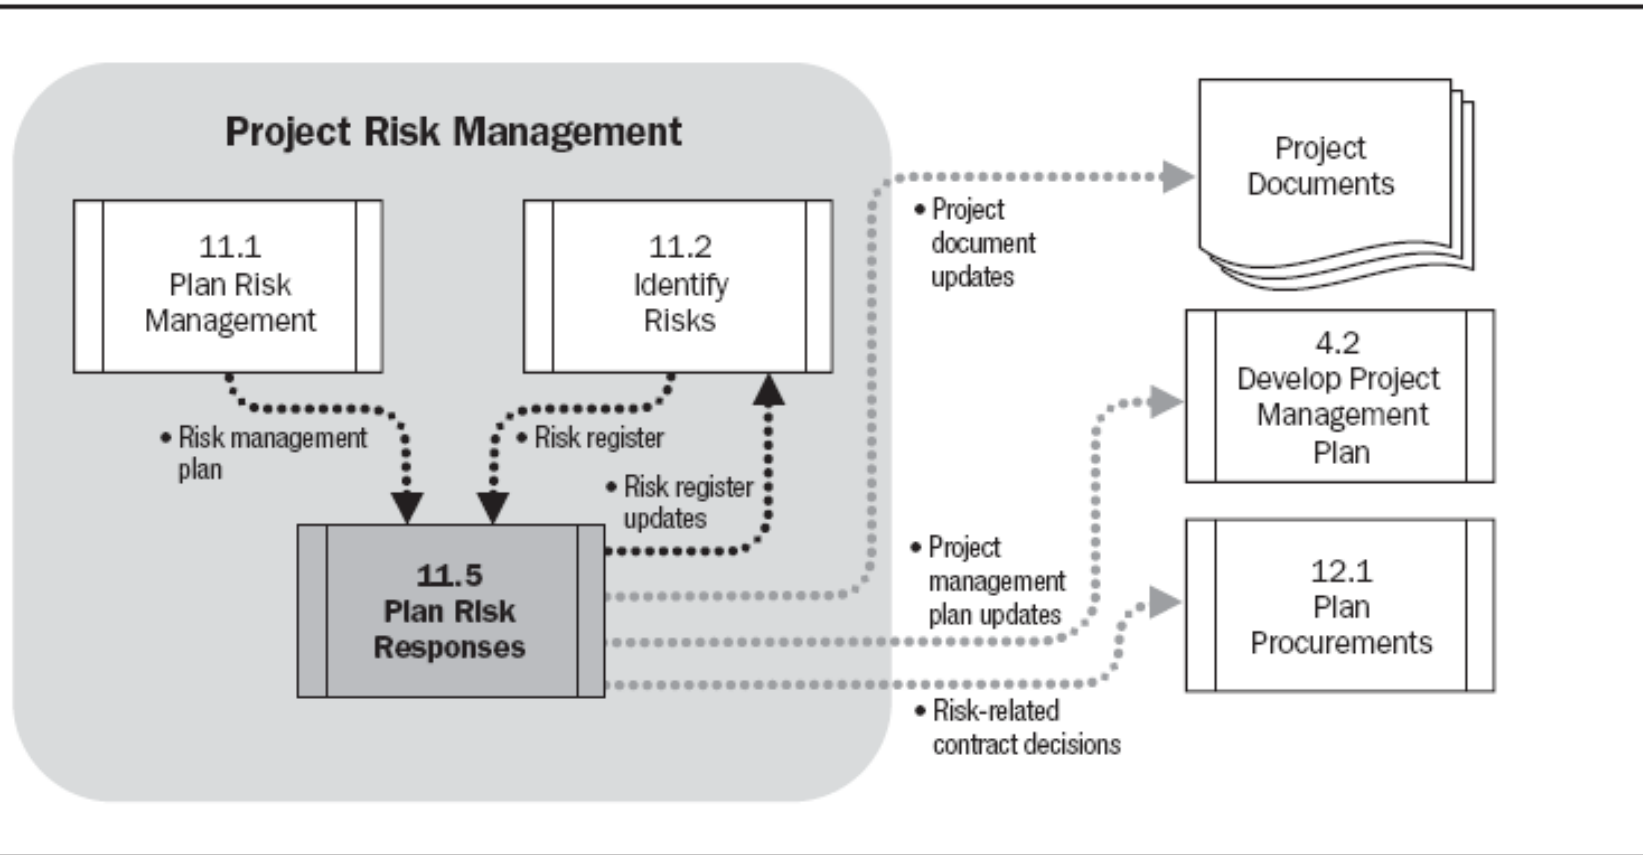 Project Risk Management
11.1
Plan Risk
Management
11.2
Identify
Risks
• Risk management
plan
• Risk register
• Risk register
updates
11.5
Plan Risk
Responses
• Project
document
updates
Project
Documents
4.2
Develop Project
Management
Plan
• Project
management
plan updates
12.1
Plan
Procurements
• Risk-related
contract decisions